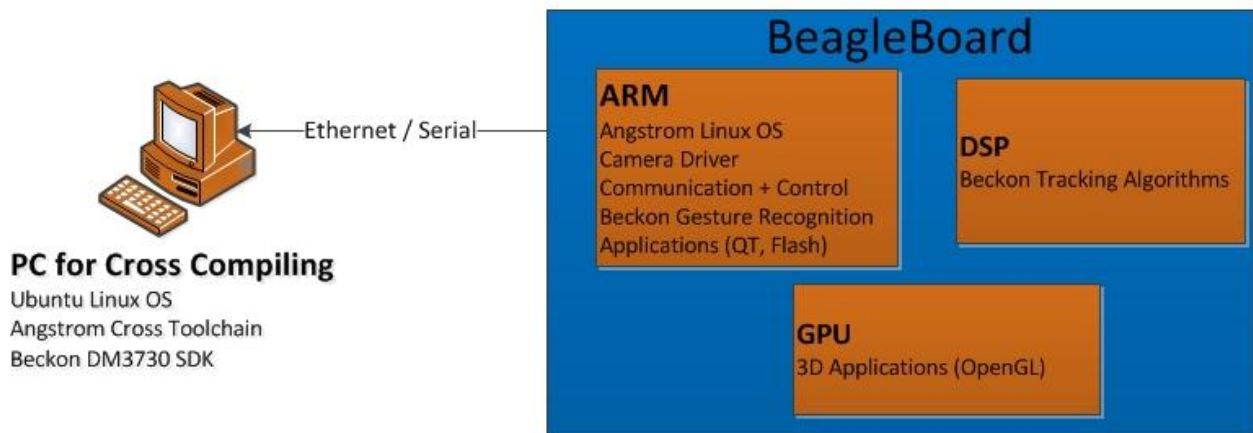 BeagleBoard
ARM
Angstrom Linux OS
Camera Driver
Communication + Control
Beckon Gesture Recognition
Applications (QT, Flash)
DSP
Beckon Tracking Algorithms
GPU
3D Applications (OpenGL)
Ethernet / Serial
PC for Cross Compiling
Ubuntu Linux OS
Angstrom Cross Toolchain
Beckon DM3730 SDK